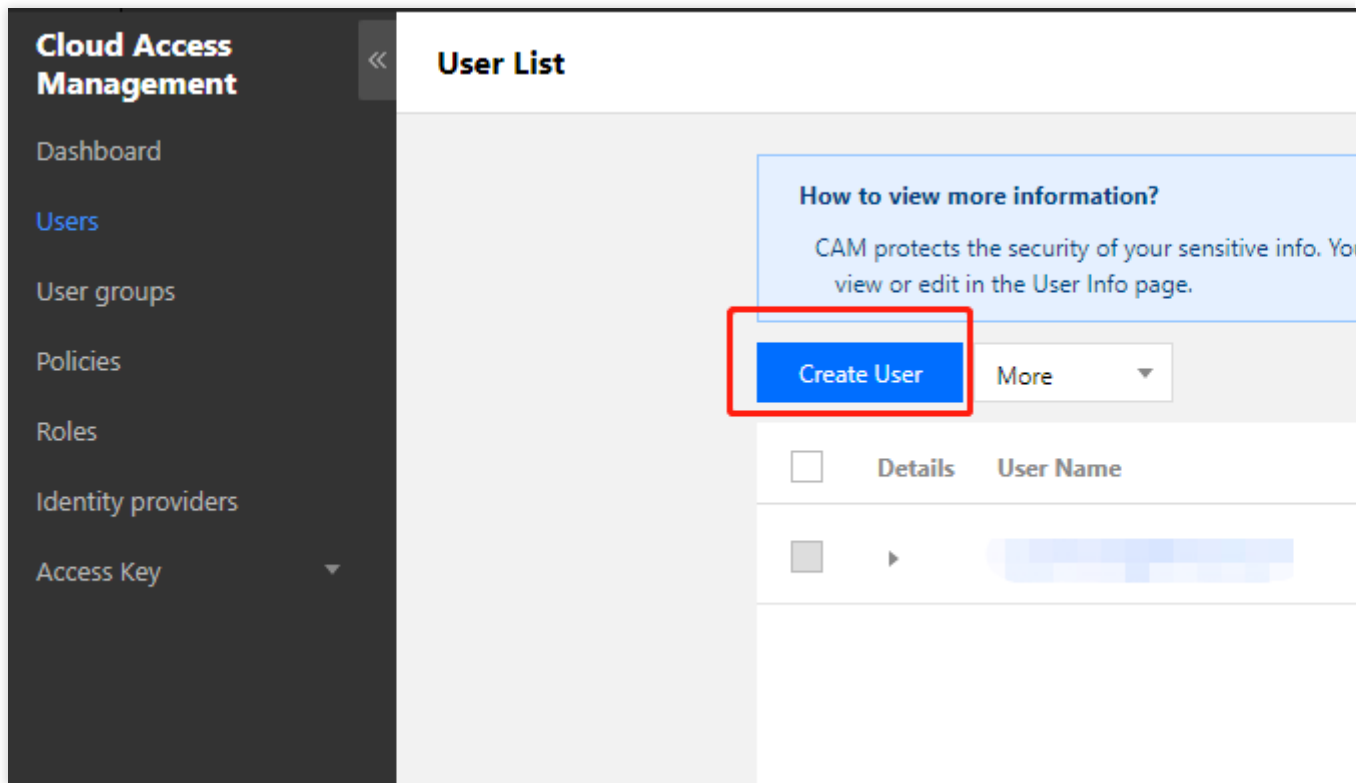 Cloud Access
Management
Dashboard
Users
User groups
Policies
Roles
Identity providers
Access Key
User List
How to view more information?
CAM protects the security of your sensitive info. You
view or edit in the User Info page.
Create User
More
Details User Name